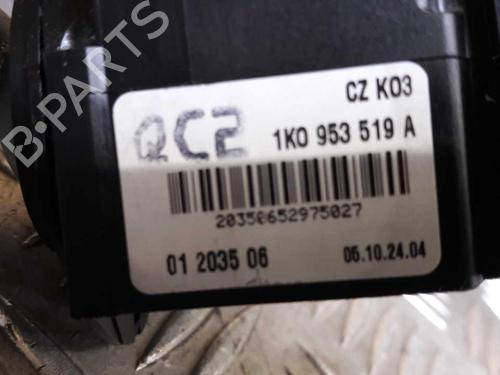 B-PARTS
CZ K03
QC2
1K0 953 519 A
20350652975027
01 2035 06
05.10.24.04